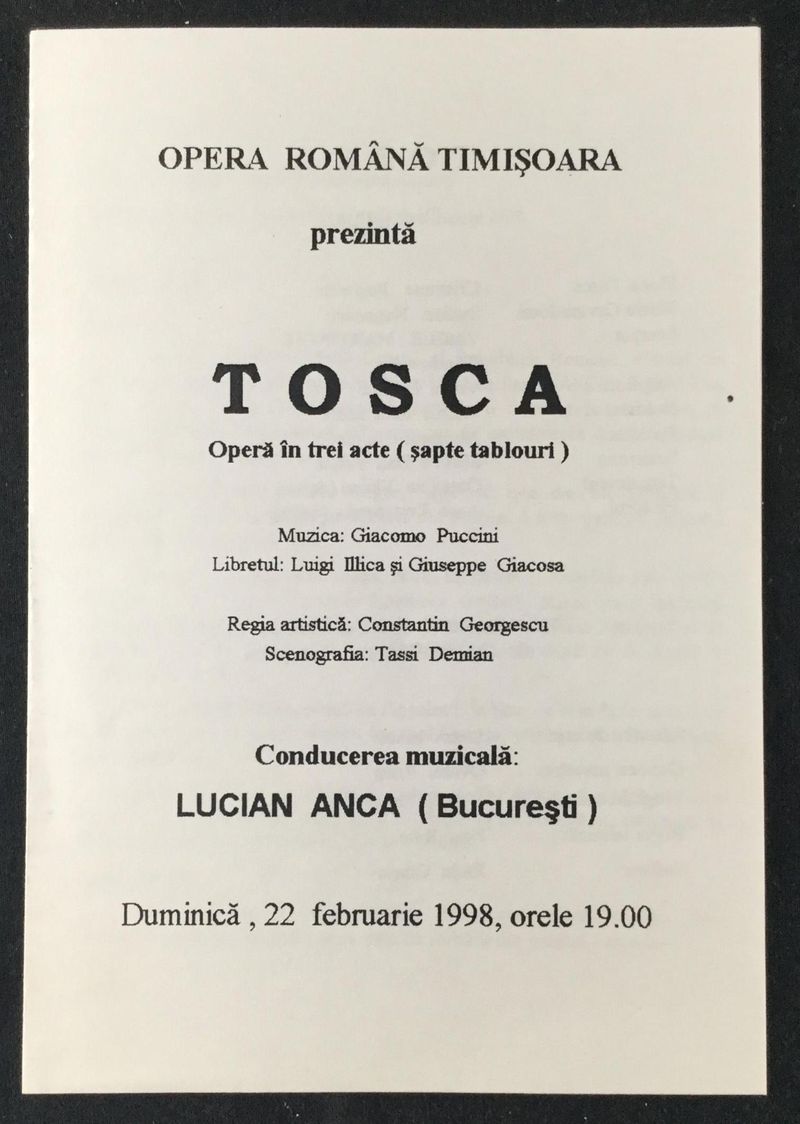 OPERA ROMÂNĂ TIMIŞOARA
prezintă
TOSCA
Operă în trei acte ( şapte tablouri )
Muzica: Giacomo Puccini
Libretul: Luigi Illica şi Giuseppe Giacosa
Regia artistică: Constantin Georgescu
Scenografia: Tassi Demian
Conducerea muzicală:
LUCIAN ANCA ( Bucureşti )
Duminică , 22 februarie 1998, orele 19.00